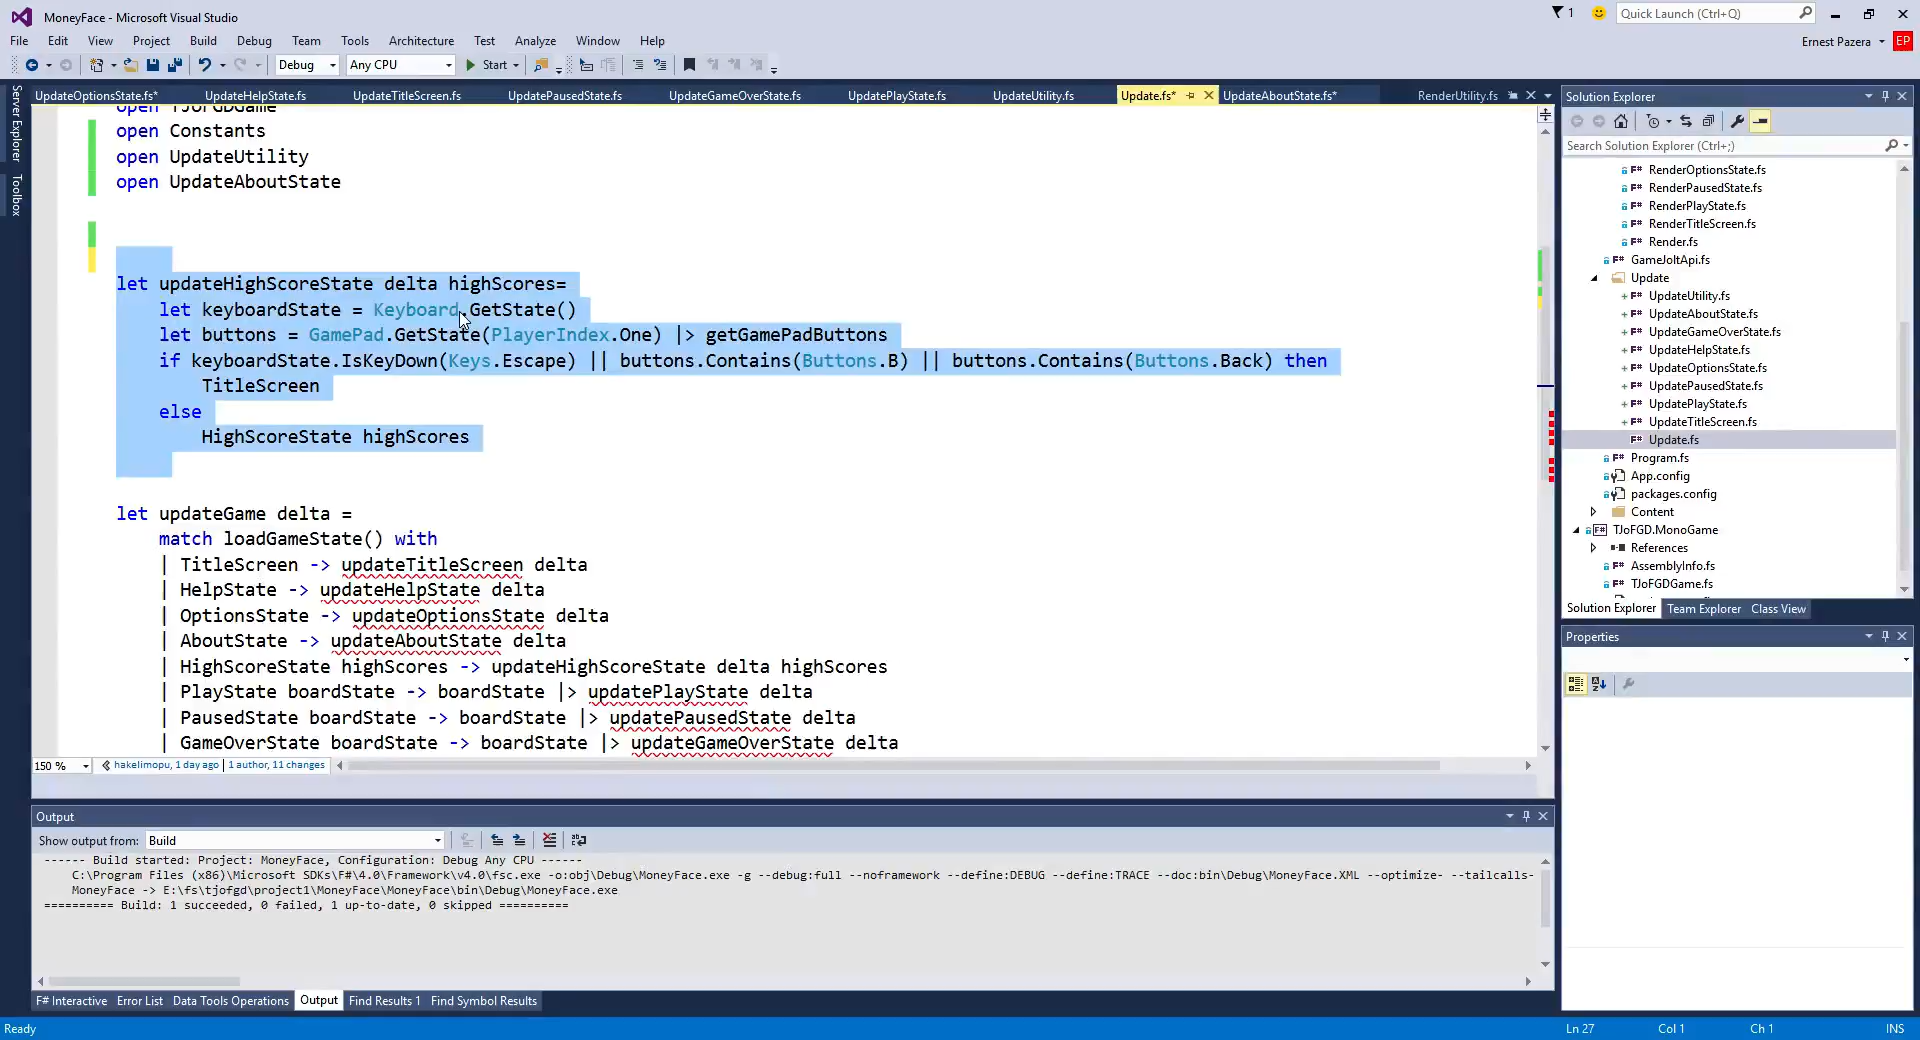 MoneyFace - Microsoft Visual Studio
1
Quick Launch (Ctrl+Q)
File Edit View Project Build Debug Team Tools Architecture Test Analyze Window Help
Ernest Pazera EP
Debug Any CPU Start
Server Explorer
Toolbox
UpdateOptionsState.fs* UpdateHelpState.fs UpdateTitleScreen.fs UpdatePausedState.fs UpdateGameOverState.fs UpdatePlayState.fs UpdateUtility.fs Update.fs* UpdateAboutState.fs* RenderUtility.fs
open TJoFGDGame
open Constants
open UpdateUtility
open UpdateAboutState
let updateHighScoreState delta highScores=
let keyboardState = Keyboard.GetState()
let buttons = GamePad.GetState(PlayerIndex.One) |> getGamePadButtons
if keyboardState.IsKeyDown(Keys.Escape) || buttons.Contains(Buttons.B) || buttons.Contains(Buttons.Back) then
TitleScreen
else
HighScoreState highScores
let updateGame delta =
match loadGameState() with
| TitleScreen -> updateTitleScreen delta
| HelpState -> updateHelpState delta
| OptionsState -> updateOptionsState delta
| AboutState -> updateAboutState delta
| HighScoreState highScores -> updateHighScoreState delta highScores
| PlayState boardState -> boardState |> updatePlayState delta
| PausedState boardState -> boardState |> updatePausedState delta
| GameOverState boardState -> boardState |> updateGameOverState delta
150 % hakelimopu, 1 day ago | 1 author, 11 changes
Output
Show output from: Build
------ Build started: Project: MoneyFace, Configuration: Debug Any CPU ------
C:\Program Files (x86)\Microsoft SDKs\F#\4.0\Framework\v4.0\fsc.exe -o:obj\Debug\MoneyFace.exe -g --debug:full --noframework --define:DEBUG --define:TRACE --doc:bin\Debug\MoneyFace.XML --optimize- --tailcalls-
MoneyFace -> E:\fs\tjofgd\project1\MoneyFace\MoneyFace\bin\Debug\MoneyFace.exe
========== Build: 1 succeeded, 0 failed, 1 up-to-date, 0 skipped ==========
F# Interactive Error List Data Tools Operations Output Find Results 1 Find Symbol Results
Solution Explorer
Search Solution Explorer (Ctrl+;)
F# RenderOptionsState.fs
F# RenderPausedState.fs
F# RenderPlayState.fs
F# RenderTitleScreen.fs
F# Render.fs
F# GameJoltApi.fs
Update
F# UpdateUtility.fs
F# UpdateAboutState.fs
F# UpdateGameOverState.fs
F# UpdateHelpState.fs
F# UpdateOptionsState.fs
F# UpdatePausedState.fs
F# UpdatePlayState.fs
F# UpdateTitleScreen.fs
F# Update.fs
F# Program.fs
App.config
packages.config
Content
F# TJoFGD.MonoGame
References
F# AssemblyInfo.fs
F# TJoFGDGame.fs
Solution Explorer Team Explorer Class View
Properties
Ready Ln 27 Col 1 Ch 1 INS